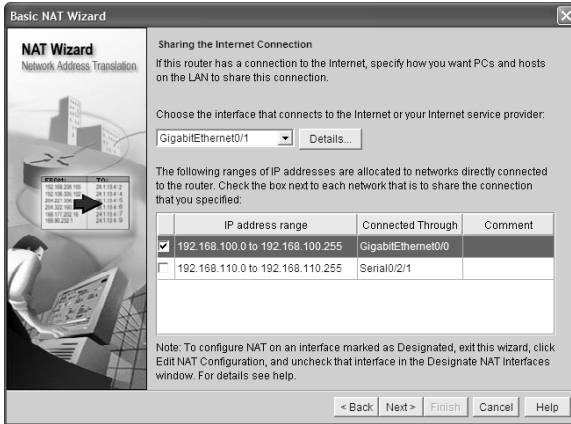 Basic NAT Wizard
NAT Wizard
Network Address Translation
FROM: TO:
Sharing the Internet Connection
If this router has a connection to the Internet, specify how you want PCs and hosts
on the LAN to share this connection.
Choose the interface that connects to the Internet or your Internet service provider:
GigabitEthernet0/1 Details...
The following ranges of IP addresses are allocated to networks directly connected
to the router. Check the box next to each network that is to share the connection
that you specified:
IP address range Connected Through Comment
192.168.100.0 to 192.168.100.255 GigabitEthernet0/0
192.168.110.0 to 192.168.110.255 Serial0/2/1
Note: To configure NAT on an interface marked as Designated, exit this wizard, click
Edit NAT Configuration, and uncheck that interface in the Designate NAT Interfaces
window. For details see help.
< Back Next > Finish Cancel Help